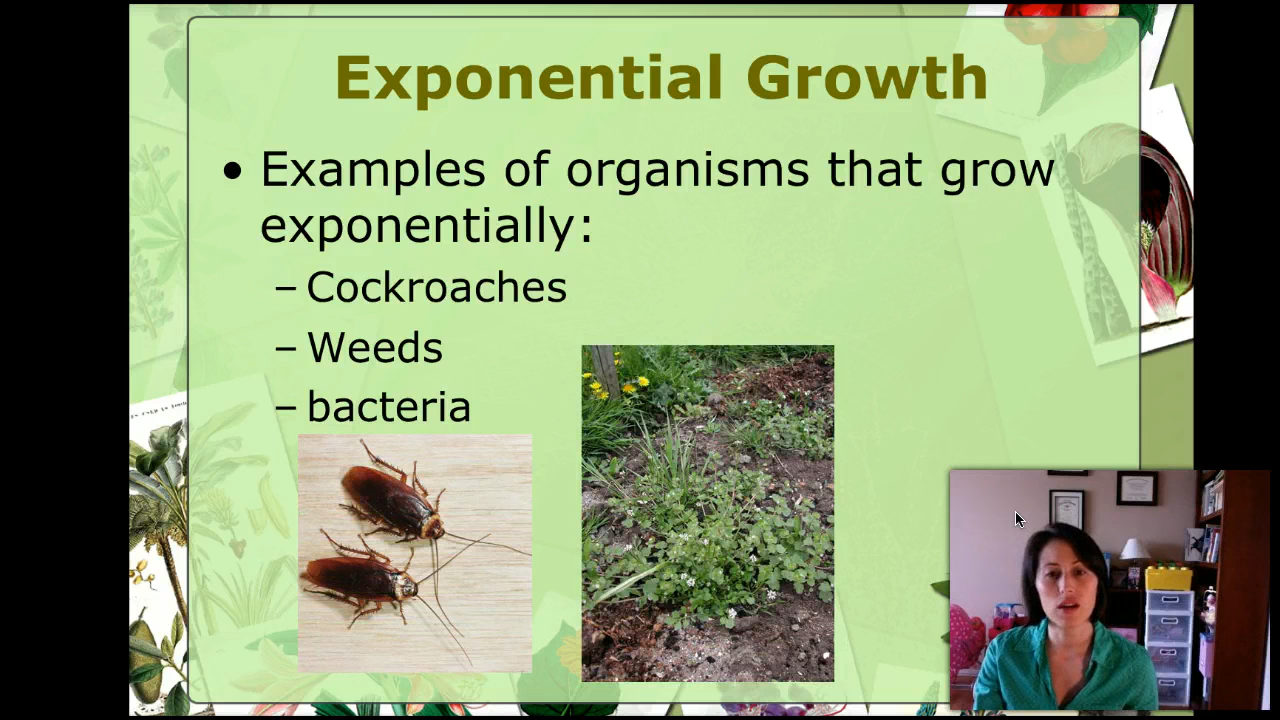 Exponential Growth
• Examples of organisms that grow
exponentially:
– Cockroaches
– Weeds
– bacteria